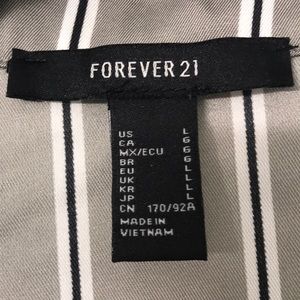 FOREVER 21
US L
CA G
MX/ECU G
BR G
EU L
UK L
KR L
JP L
CN 170/92A
MADE IN
VIETNAM